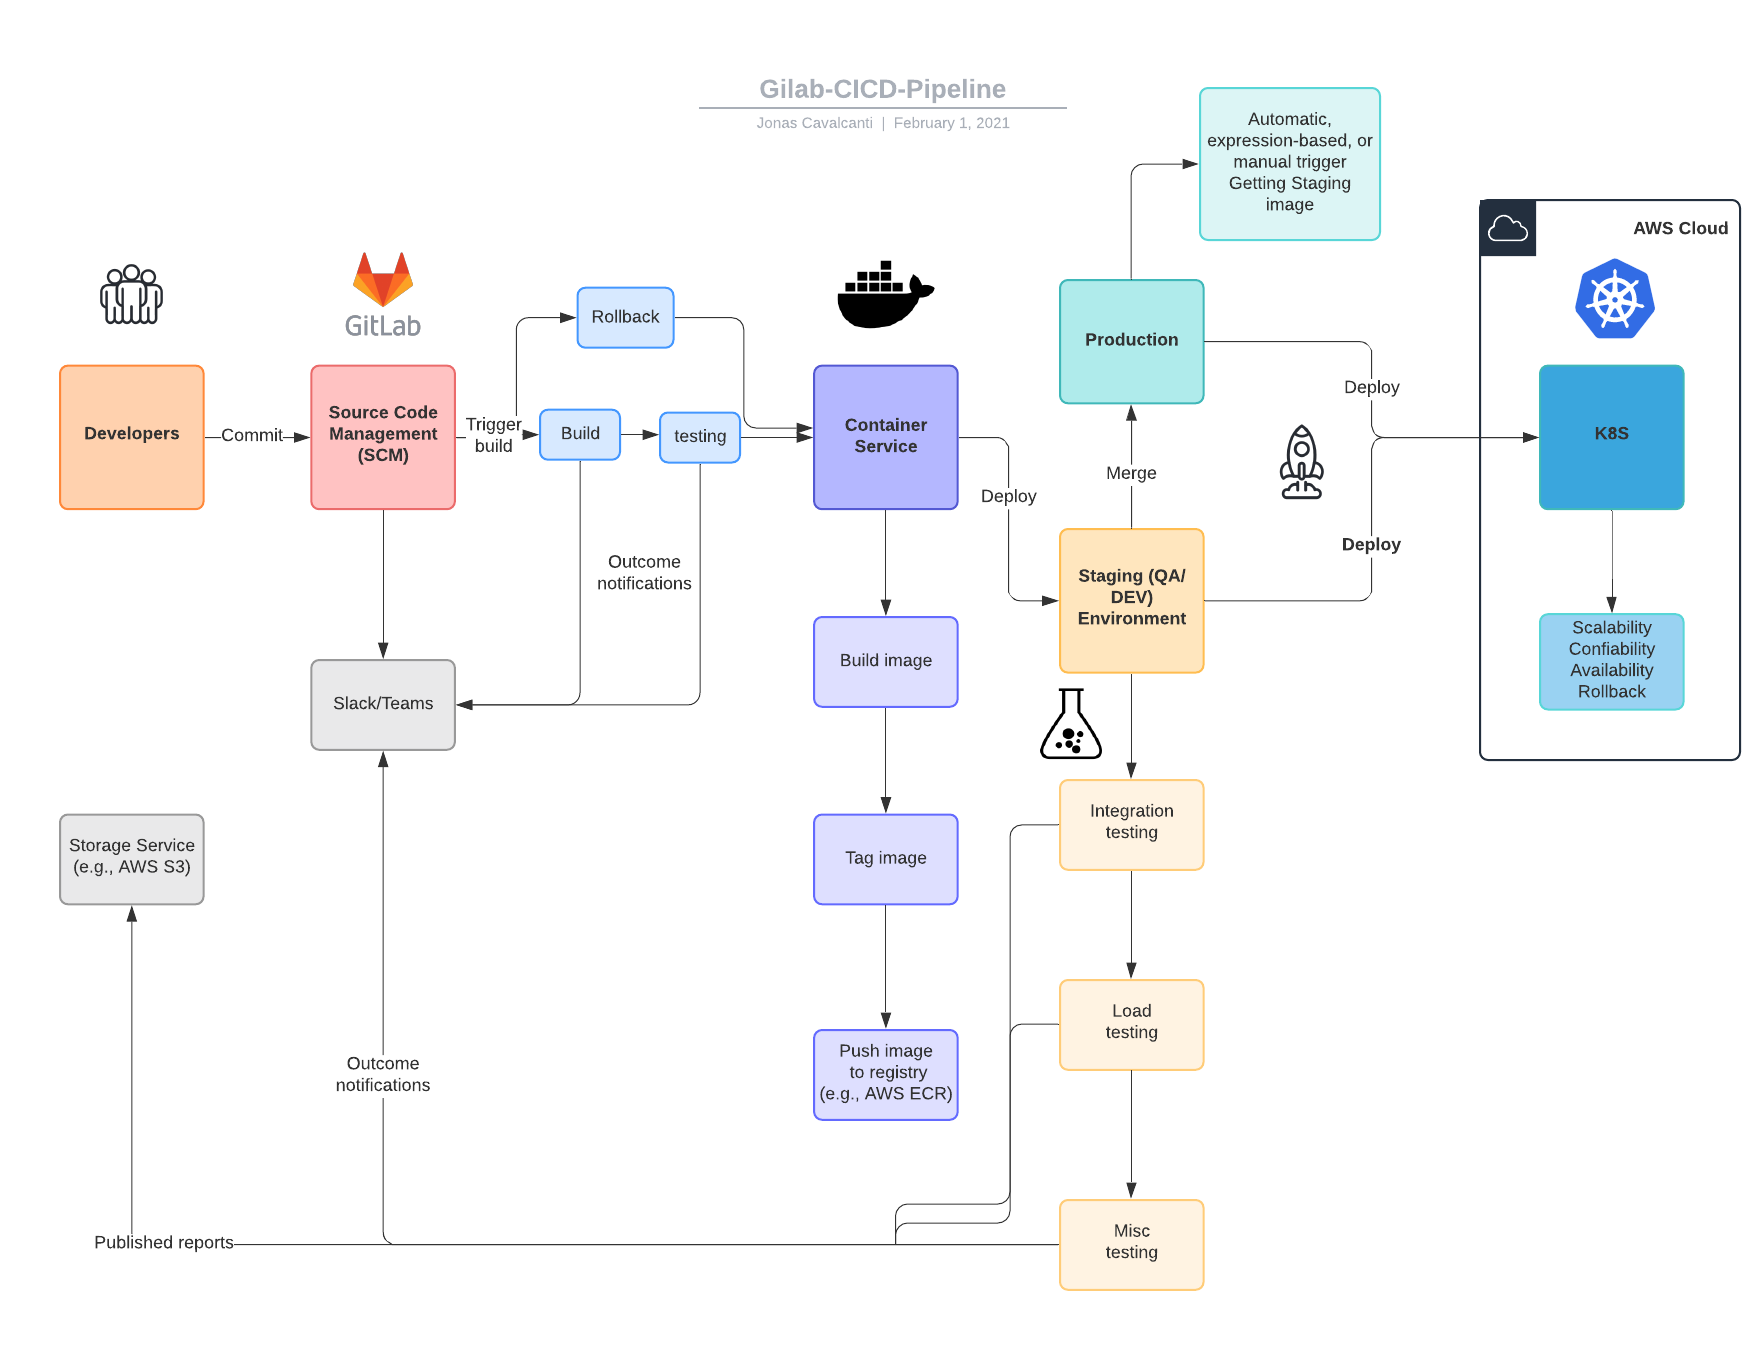 Gilab-CICD-Pipeline
Jonas Cavalcanti | February 1, 2021
Automatic,
expression-based, or
manual trigger
Getting Staging
image
AWS Cloud
GitLab
Rollback
Production
Deploy
Developers
Commit
Source Code
Management
(SCM)
Trigger
build
Build
testing
Container
Service
K8S
Merge
Deploy
Deploy
Outcome
notifications
Staging (QA/
DEV)
Environment
Scalability
Confiability
Availability
Rollback
Build image
Slack/Teams
Integration
testing
Storage Service
(e.g., AWS S3)
Tag image
Load
testing
Push image
to registry
(e.g., AWS ECR)
Outcome
notifications
Published reports
Misc
testing